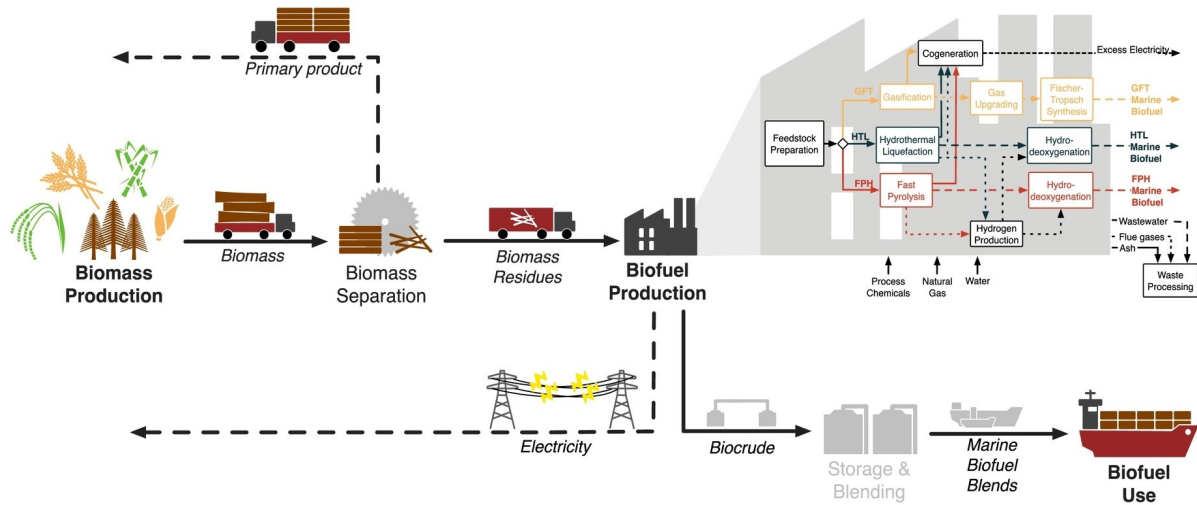 Primary product
Biomass
Production
Biomass
Biomass
Separation
Biomass
Residues
Biofuel
Production
Cogeneration
Excess Electricity
GFT
Gasification
Gas
Upgrading
Fischer-
Tropsch
Synthesis
GFT
Marine
Biofuel
Feedstock
Preparation
HTL
Hydrothermal
Liquefaction
Hydro-
deoxygenation
HTL
Marine
Biofuel
FPH
Fast
Pyrolysis
Hydro-
deoxygenation
FPH
Marine
Biofuel
Hydrogen
Production
Wastewater
Flue gases
Ash
Waste
Processing
Process
Chemicals
Natural
Gas
Water
Electricity
Biocrude
Storage &
Blending
Marine
Biofuel
Blends
Biofuel
Use